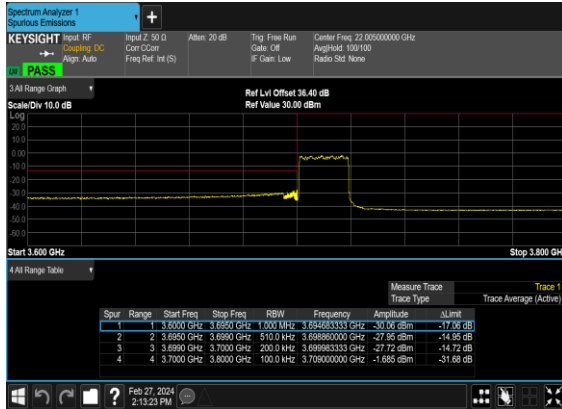 Spectrum Analyzer 1
Spurious Emissions
KEYSIGHT Input: RF Input Z: 50 Ω Atten: 20 dB Trig: Free Run Center Freq: 22.005000000 GHz
Coupling: DC Corr CCorr Gate: Off Avg|Hold: 100/100
Align: Auto Freq Ref: Int (S) IF Gain: Low Radio Std: None
PASS
3 All Range Graph
Ref Lvl Offset 36.40 dB
Scale/Div 10.0 dB Ref Value 30.00 dBm
Log
20.0
10.0
0.00
-10.0
-20.0
-30.0
-40.0
-50.0
-60.0
Start 3.600 GHz Stop 3.800 GHz
4 All Range Table
Measure Trace Trace 1
Trace Type Trace Average (Active)
Spur Range Start Freq Stop Freq RBW Frequency Amplitude ΔLimit
1 1 3.6000 GHz 3.6950 GHz 1.000 MHz 3.694683333 GHz -30.06 dBm -17.06 dB
2 2 3.6950 GHz 3.6990 GHz 510.0 kHz 3.698860000 GHz -27.95 dBm -14.95 dB
3 3 3.6990 GHz 3.7000 GHz 200.0 kHz 3.699983333 GHz -27.72 dBm -14.72 dB
4 4 3.7000 GHz 3.8000 GHz 100.0 kHz 3.709000000 GHz -1.685 dBm -31.68 dB
Feb 27, 2024
2:13:23 PM